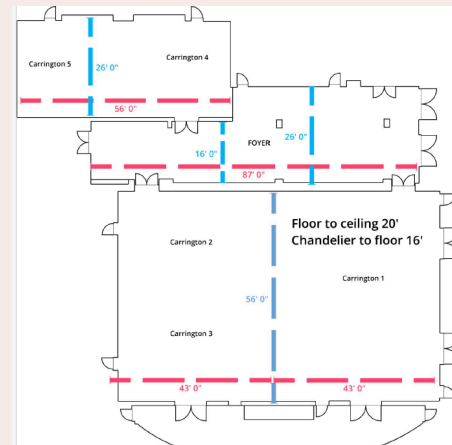 Carrington 5
Carrington 4
26' 0"
56' 0"
16' 0"
FOYER
26' 0"
87' 0"
Floor to ceiling 20'
Chandelier to floor 16'
Carrington 2
Carrington 1
56' 0"
Carrington 3
43' 0"
43' 0"